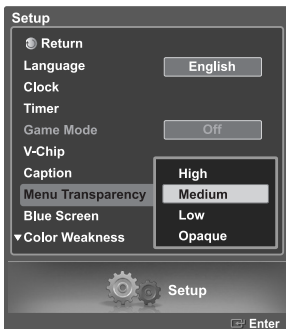 Setup
Return
Language English
Clock
Timer
Game Mode Off
V-Chip
Caption High
Menu Transparency Medium
Blue Screen Low
▼Color Weakness Opaque
Setup
Enter